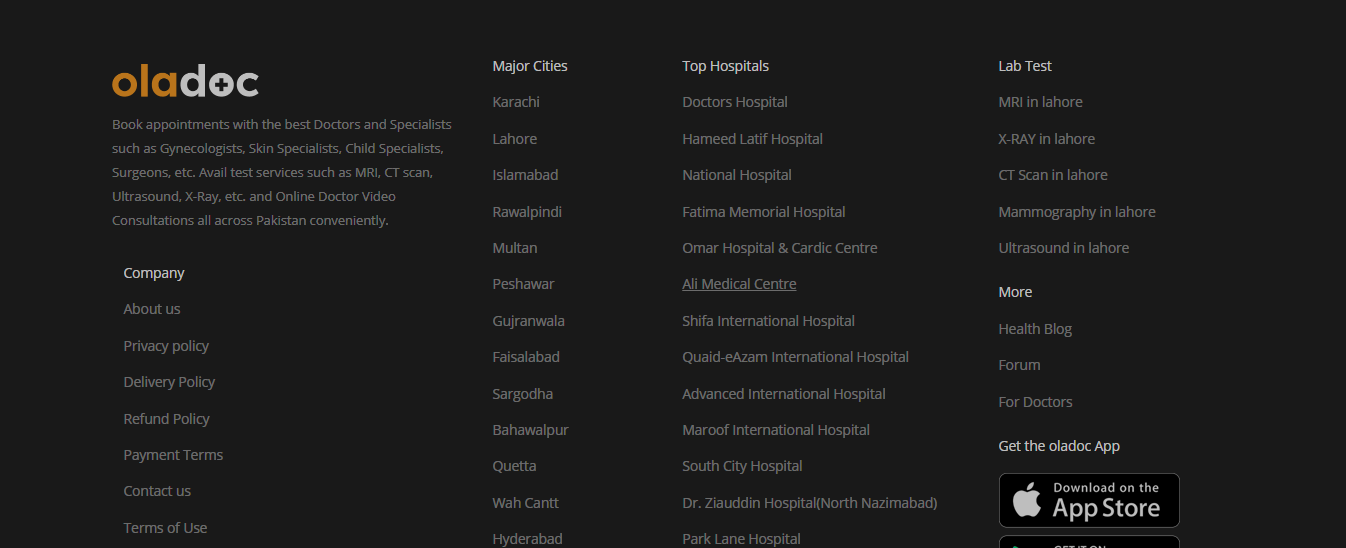 oladoc
Book appointments with the best Doctors and Specialists
such as Gynecologists, Skin Specialists, Child Specialists,
Surgeons, etc. Avail test services such as MRI, CT scan,
Ultrasound, X-Ray, etc. and Online Doctor Video
Consultations all across Pakistan conveniently.
Company
About us
Privacy policy
Delivery Policy
Refund Policy
Payment Terms
Contact us
Terms of Use
Major Cities
Karachi
Lahore
Islamabad
Rawalpindi
Multan
Peshawar
Gujranwala
Faisalabad
Sargodha
Bahawalpur
Quetta
Wah Cantt
Hyderabad
Top Hospitals
Doctors Hospital
Hameed Latif Hospital
National Hospital
Fatima Memorial Hospital
Omar Hospital & Cardic Centre
Ali Medical Centre
Shifa International Hospital
Quaid-eAzam International Hospital
Advanced International Hospital
Maroof International Hospital
South City Hospital
Dr. Ziauddin Hospital(North Nazimabad)
Park Lane Hospital
Lab Test
MRI in lahore
X-RAY in lahore
CT Scan in lahore
Mammography in lahore
Ultrasound in lahore
More
Health Blog
Forum
For Doctors
Get the oladoc App
Download on the
App Store
GET IT ON